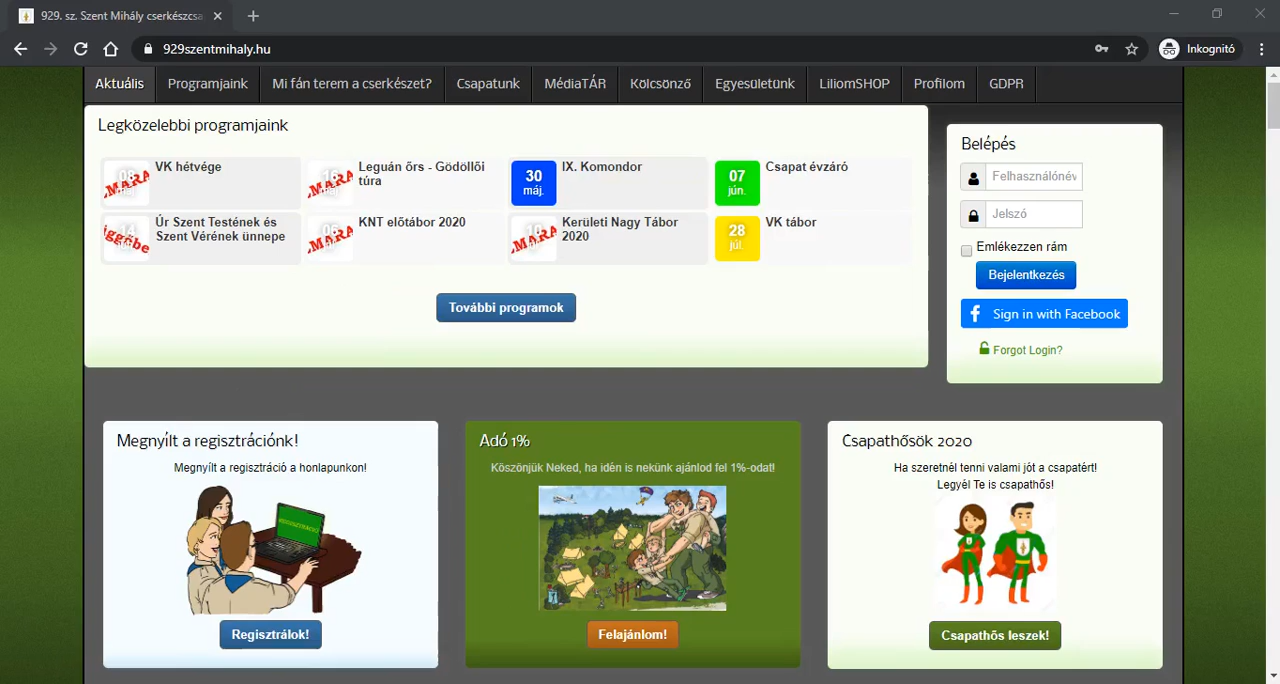 929. sz. Szent Mihály cserkészcsa
929szentmihaly.hu
Inkognitó
Aktuális
Programjaink
Mi fán terem a cserkészet?
Csapatunk
MédiaTÁR
Kölcsönző
Egyesületünk
LiliomSHOP
Profilom
GDPR
Legközelebbi programjaink
08
VK hétvége
16
Leguán őrs - Gödöllői
túra
30
máj.
IX. Komondor
07
jún.
Csapat évzáró
14
Úr Szent Testének és
Szent Vérének ünnepe
KNT előtábor 2020
Kerületi Nagy Tábor
2020
28
júl.
VK tábor
További programok
Belépés
Felhasználónév
Jelszó
Emlékezzen rám
Bejelentkezés
Sign in with Facebook
Forgot Login?
Megnyílt a regisztrációnk!
Megnyílt a regisztráció a honlapunkon!
Regisztrálok!
Adó 1%
Köszönjük Neked, ha idén is nekünk ajánlod fel 1%-odat!
Felajánlom!
Csapathősök 2020
Ha szeretnél tenni valami jót a csapatért!
Legyél Te is csapathős!
Csapathős leszek!